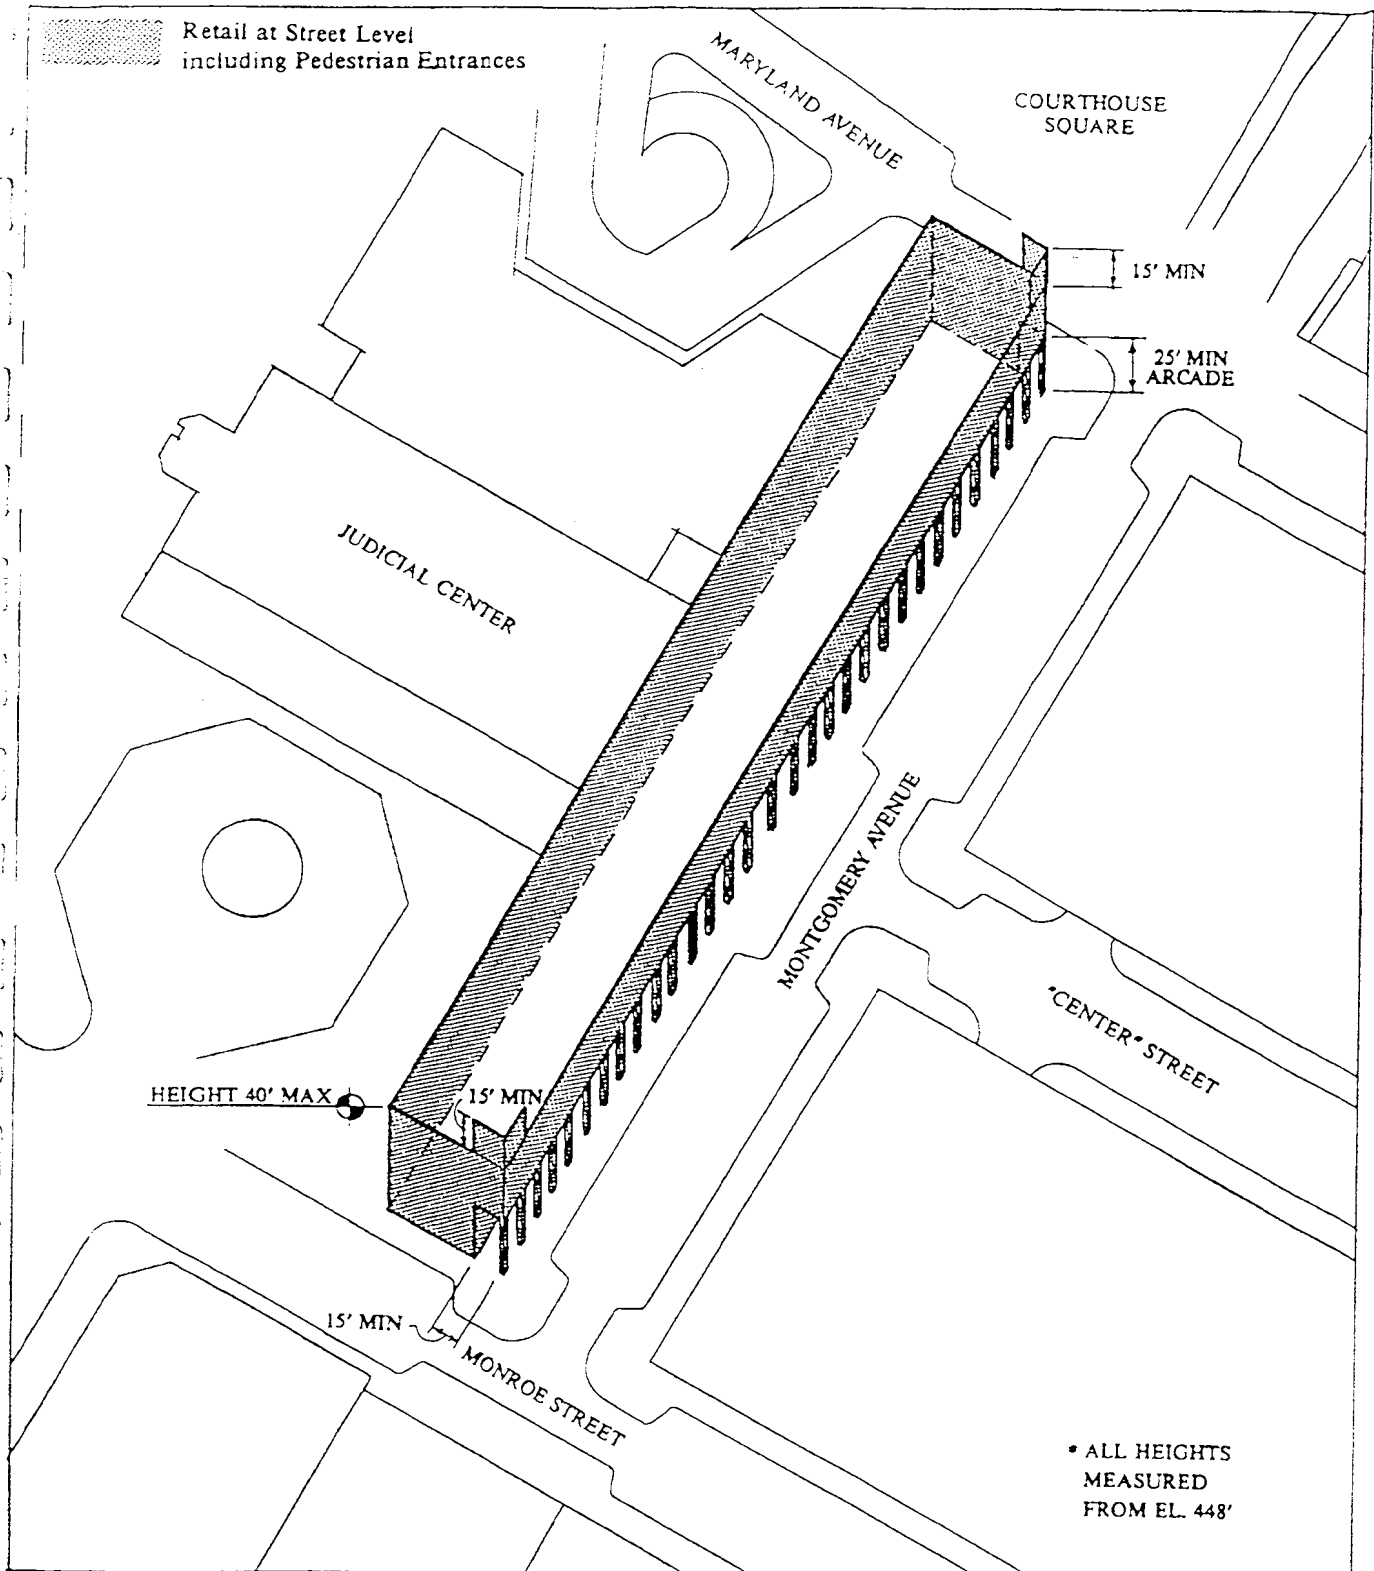 Retail at Street Level
including Pedestrian Entrances
MARYLAND AVENUE
COURTHOUSE
SQUARE
15' MIN
25' MIN
ARCADE
JUDICIAL CENTER
MONTGOMERY AVENUE
"CENTER" STREET
HEIGHT 40' MAX
15' MIN
15' MIN
MONROE STREET
* ALL HEIGHTS
MEASURED
FROM EL. 448'